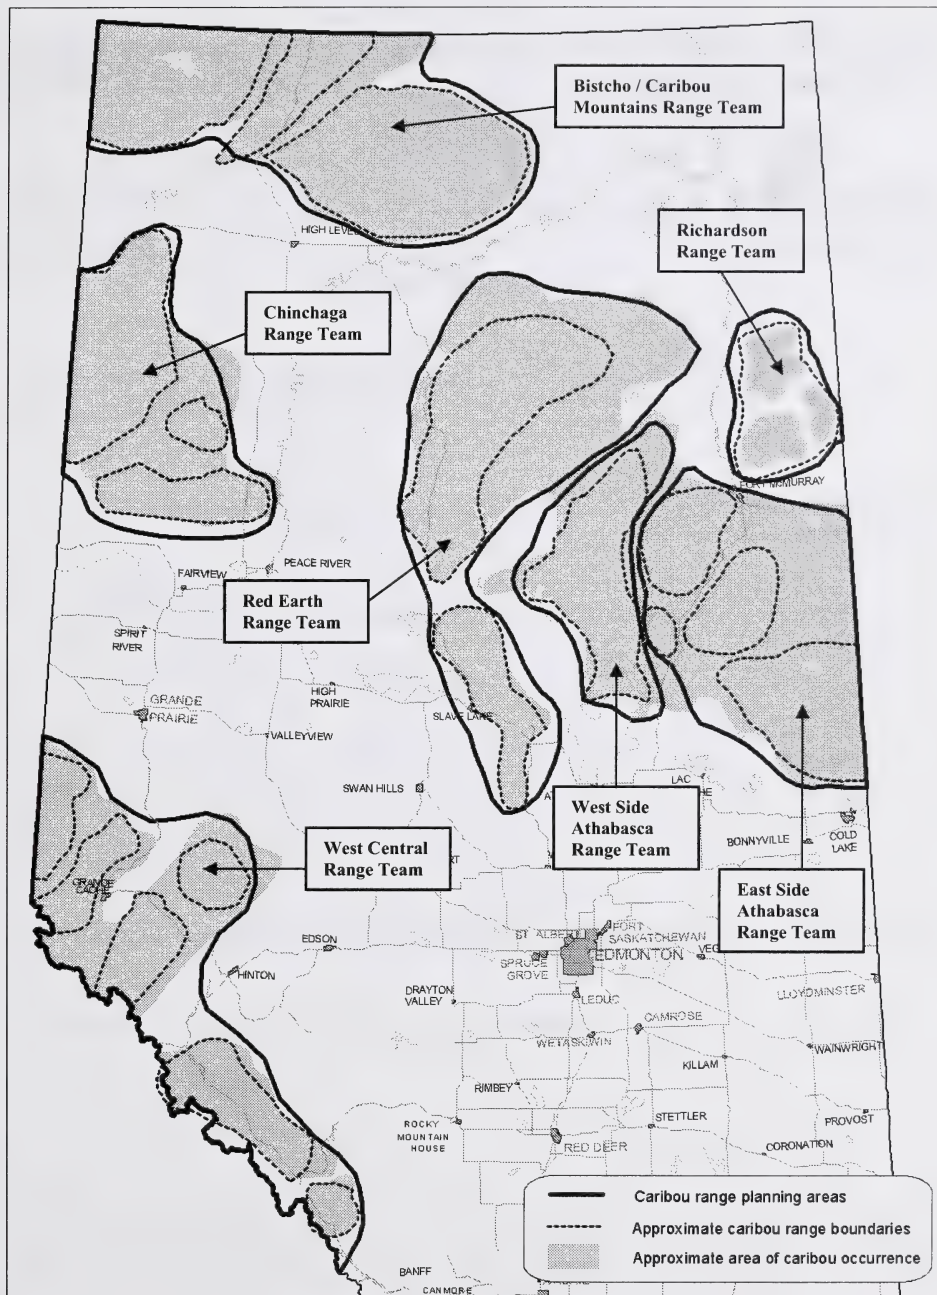 Bistcho / Caribou
Mountains Range Team
Richardson
Range Team
HIGH LEVEL
Chinchaga
Range Team
FORT McMURRAY
PEACE RIVER
FAIRVIEW
Red Earth
Range Team
SPIRIT
RIVER
HIGH
PRAIRIE
GRANDE
PRAIRIE
SLAVE LAKE
VALLEYVIEW
SWAN HILLS
LAC
West Side
Athabasca
Range Team
BONNYVILLE
COLD
LAKE
West Central
Range Team
GRANDE
CACHE
East Side
Athabasca
Range Team
EDSON
ST. ALBERT
FORT
SASKATCHEWAN
SPRUCE
GROVE
EDMONTON
HINTON
DRAYTON
VALLEY
LEDUC
LLOYDMINSTER
CAMROSE
WETASKIWIN
WAINWRIGHT
KILLAM
RIMBEY
PROVOST
ROCKY
MOUNTAIN
HOUSE
STETTLER
RED DEER
CORONATION
Caribou range planning areas
Approximate caribou range boundaries
Approximate area of caribou occurrence
BANFF
CANMORE